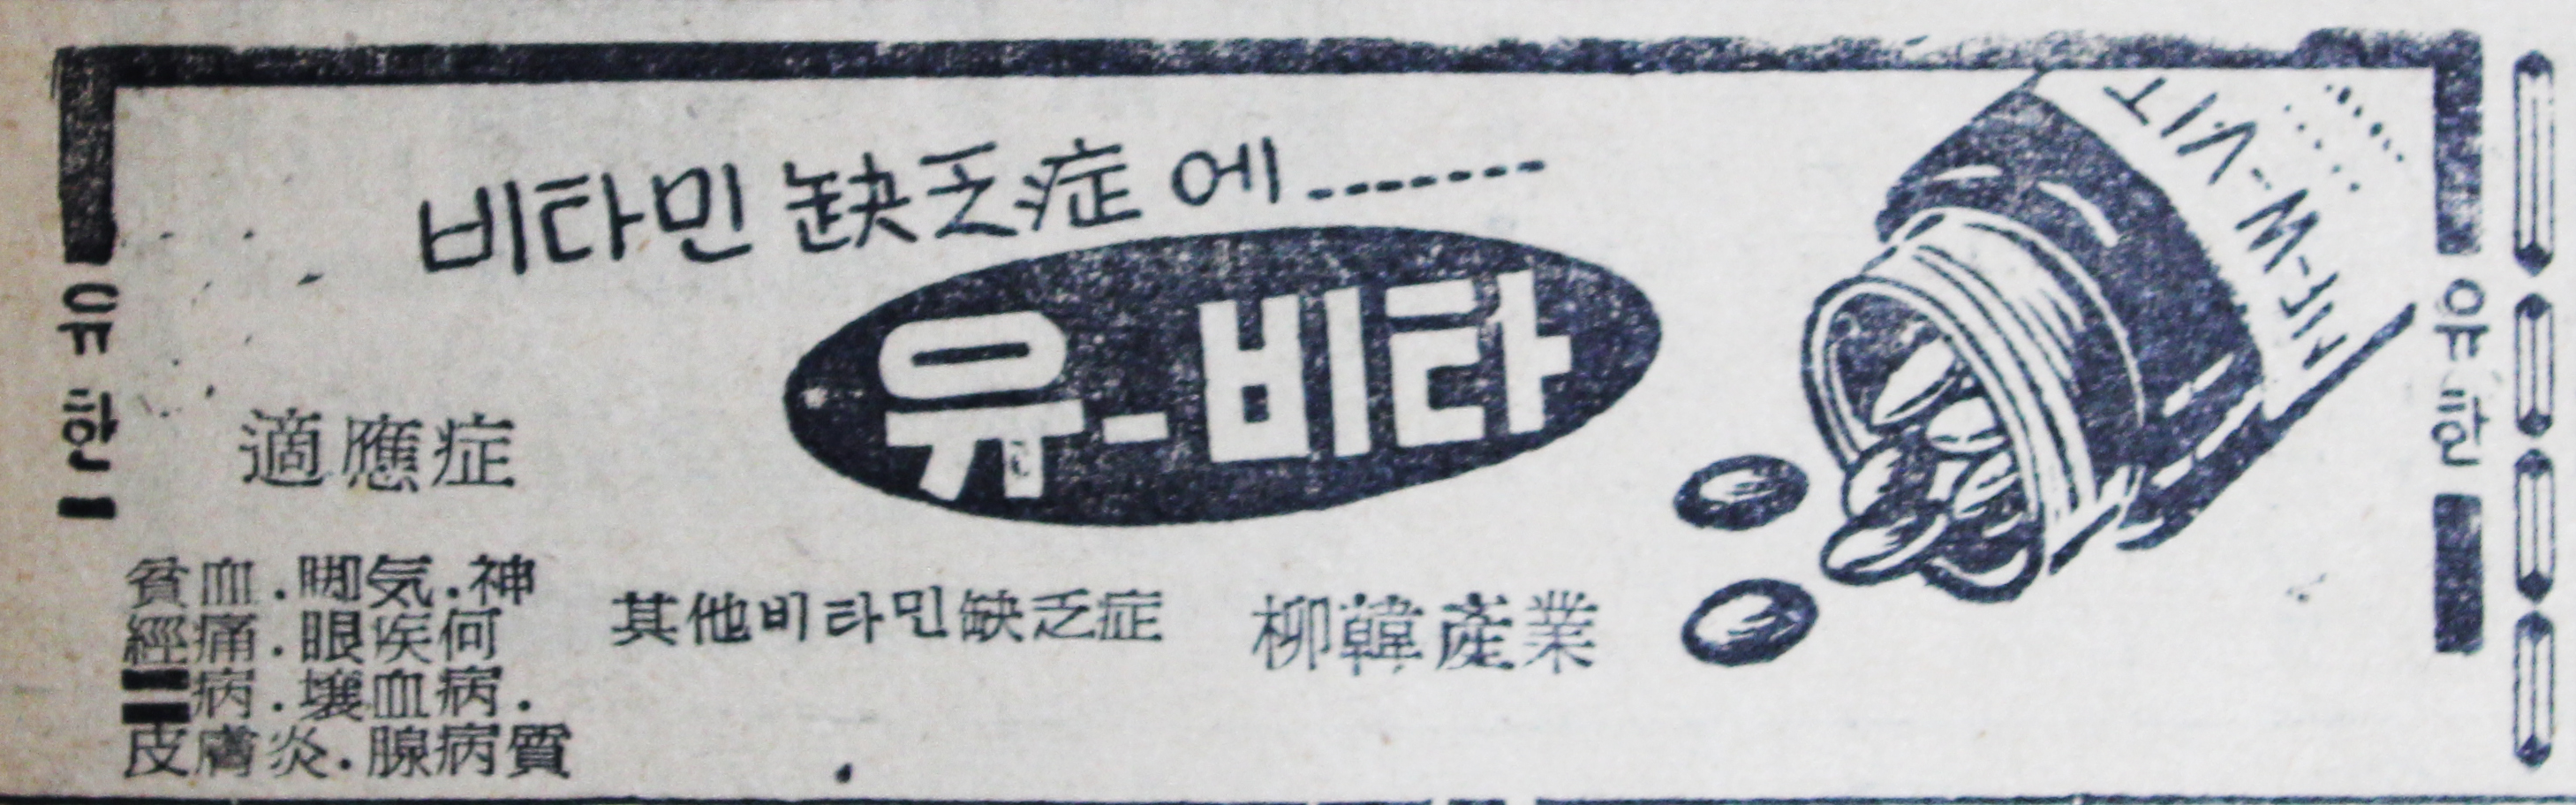 비타민 缺乏症에
유-비타
유한
適應症
貧血.脚気.神
經痛.眼疾何
〓病.壞血病.
皮膚炎.腺病質
其他비타민缺乏症
柳韓產業
유한